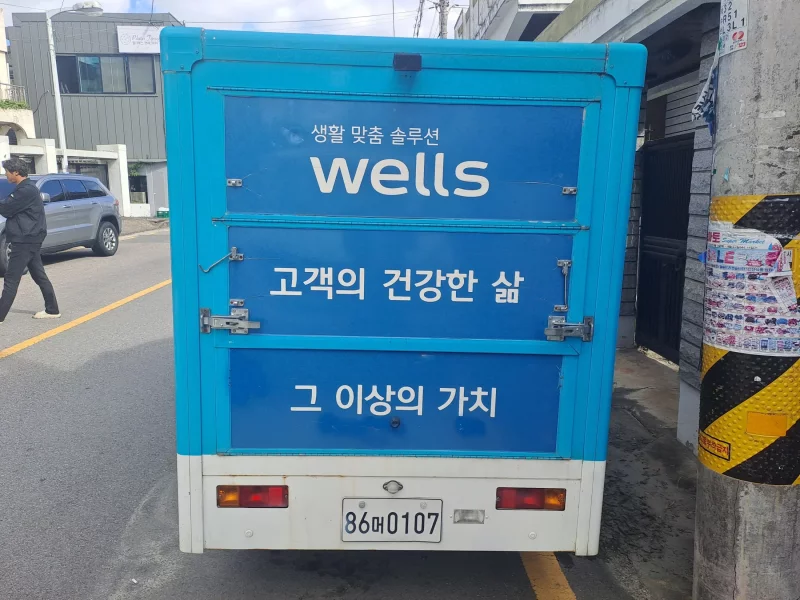 생활 맞춤 솔루션
wells
고객의 건강한 삶
그 이상의 가치
86머0107